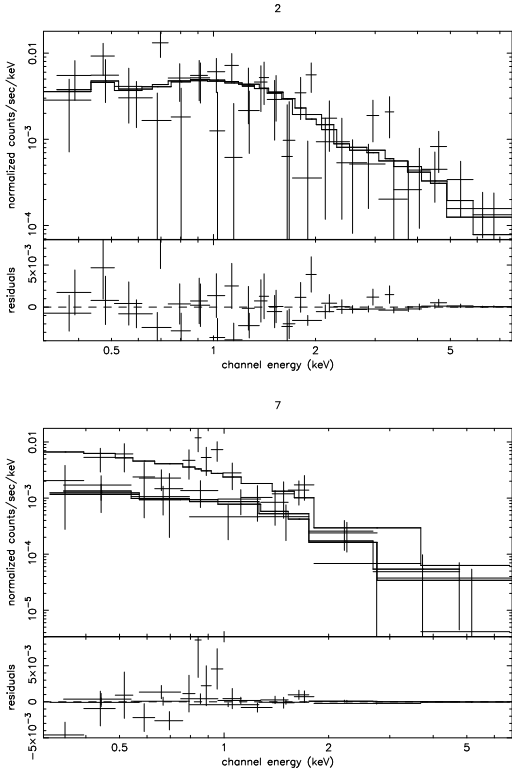 2
0.01
10⁻³
10⁻⁴
normalized counts/sec/keV
5×10⁻³
0
residuals
0.5 1 2 5
channel energy (keV)
7
0.01
10⁻³
10⁻⁴
10⁻⁵
normalized counts/sec/keV
5×10⁻³
0
−5×10⁻³
residuals
0.5 1 2 5
channel energy (keV)